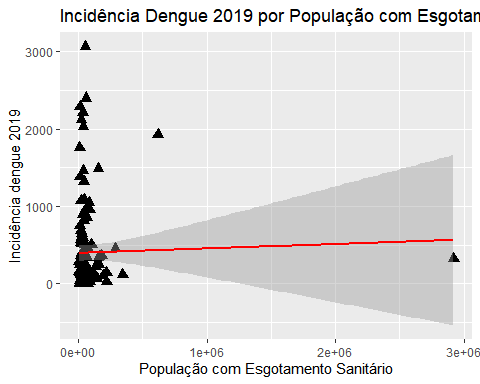 Incidência Dengue 2019 por População com Esgotam
3000
2000
1000
0
Incidência dengue 2019
0e+00 1e+06 2e+06 3e+06
População com Esgotamento Sanitário